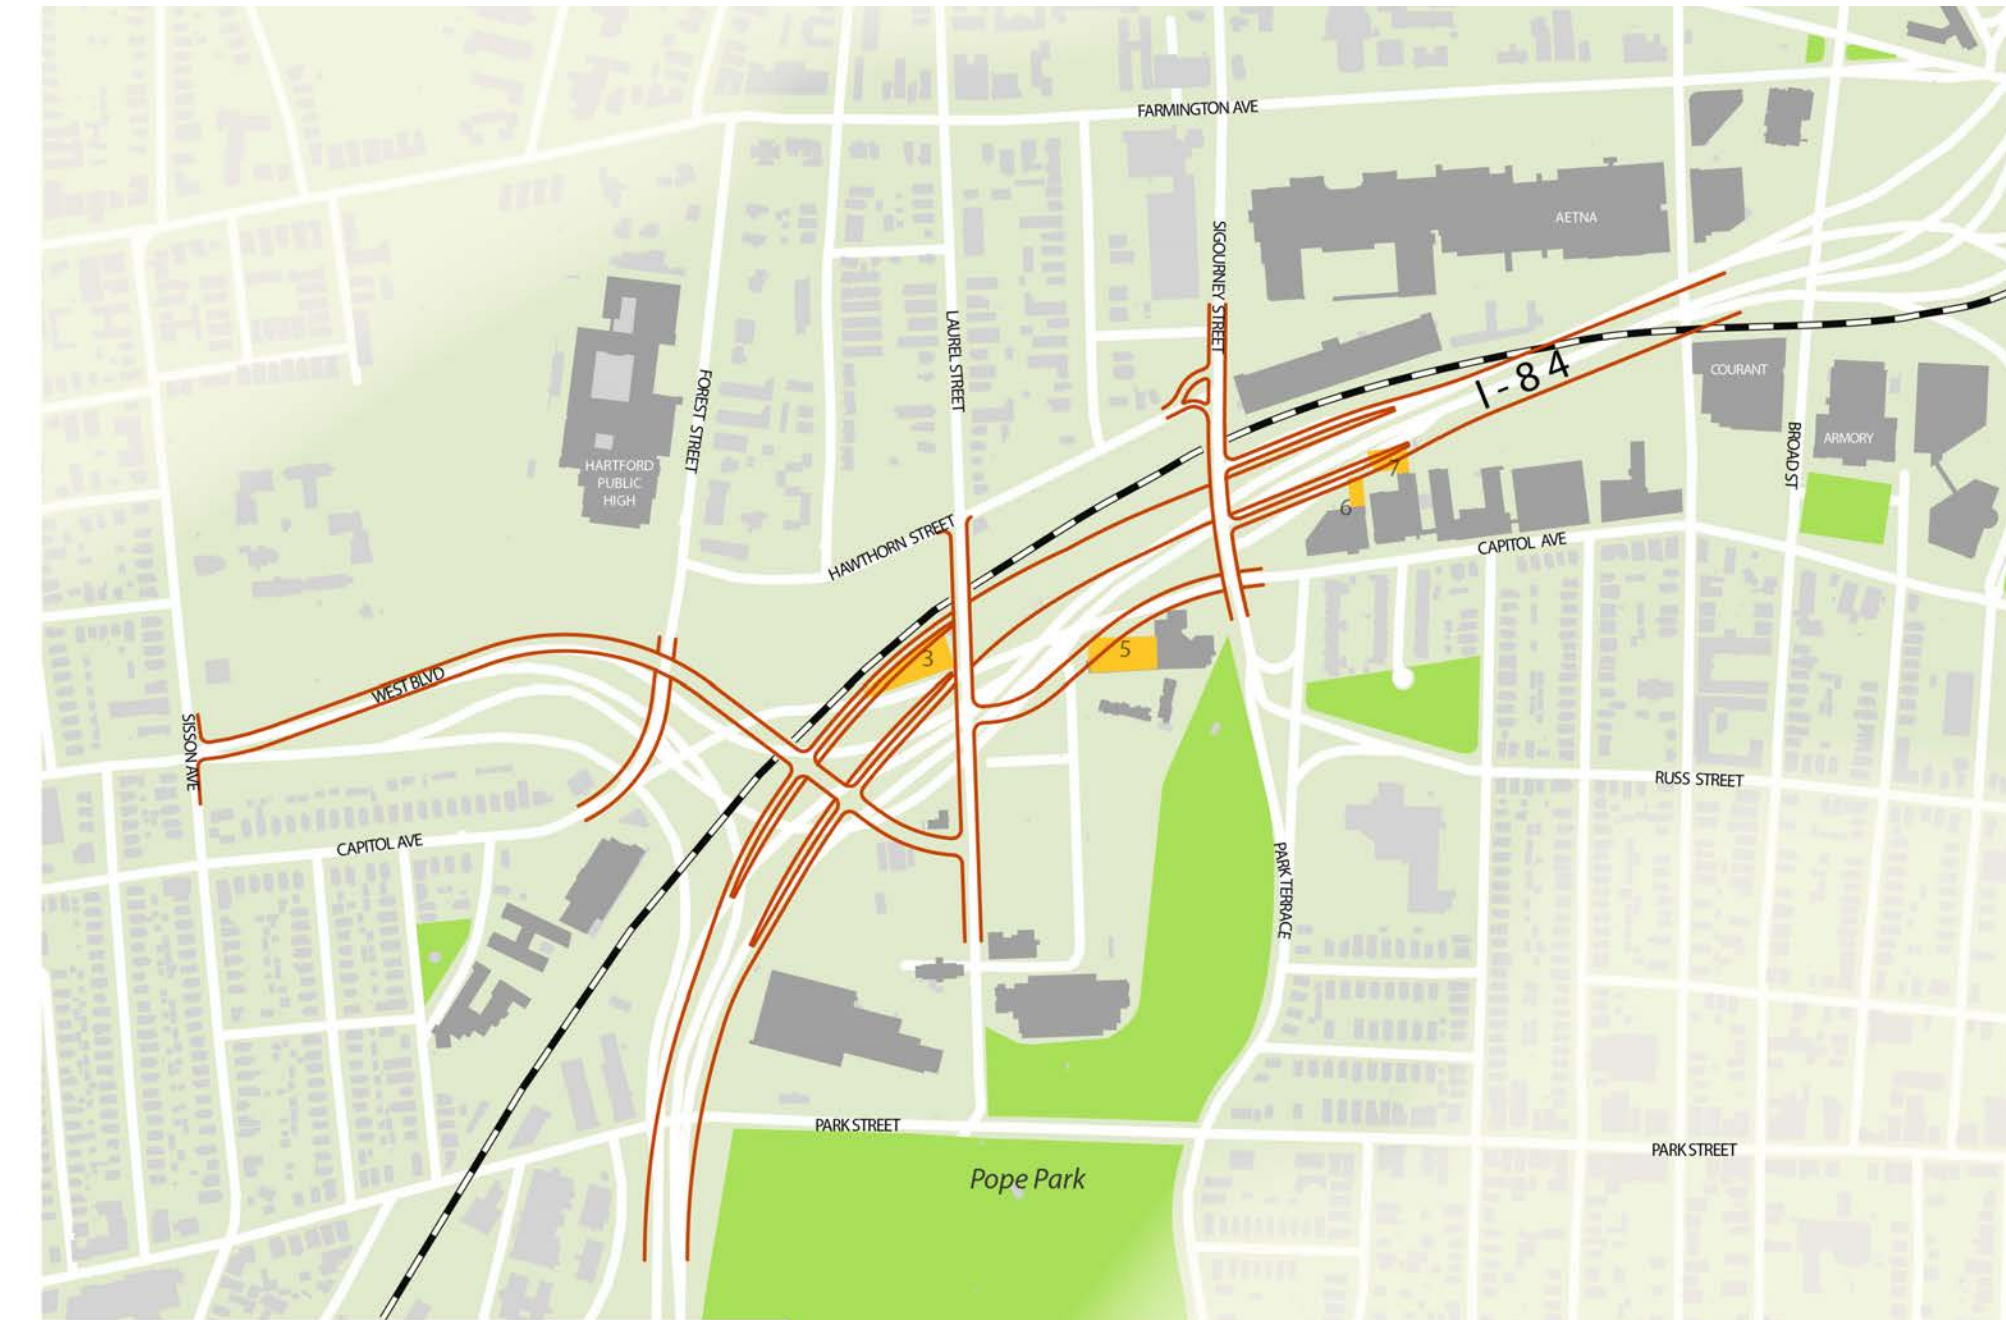 FARMINGTON AVE
SIGOURNEY STREET
AETNA
LAUREL STREET
I-84
COURANT
FOREST STREET
BROAD ST
ARMORY
HARTFORD
PUBLIC
HIGH
7
6
HAWTHORN STREET
CAPITOL AVE
3
5
WEST BLVD
SISSON AVE
RUSS STREET
CAPITOL AVE
PARK TERRACE
PARK STREET
PARK STREET
Pope Park